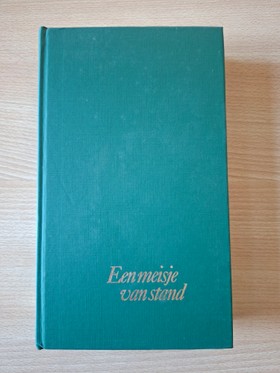 Een meisje
van stand